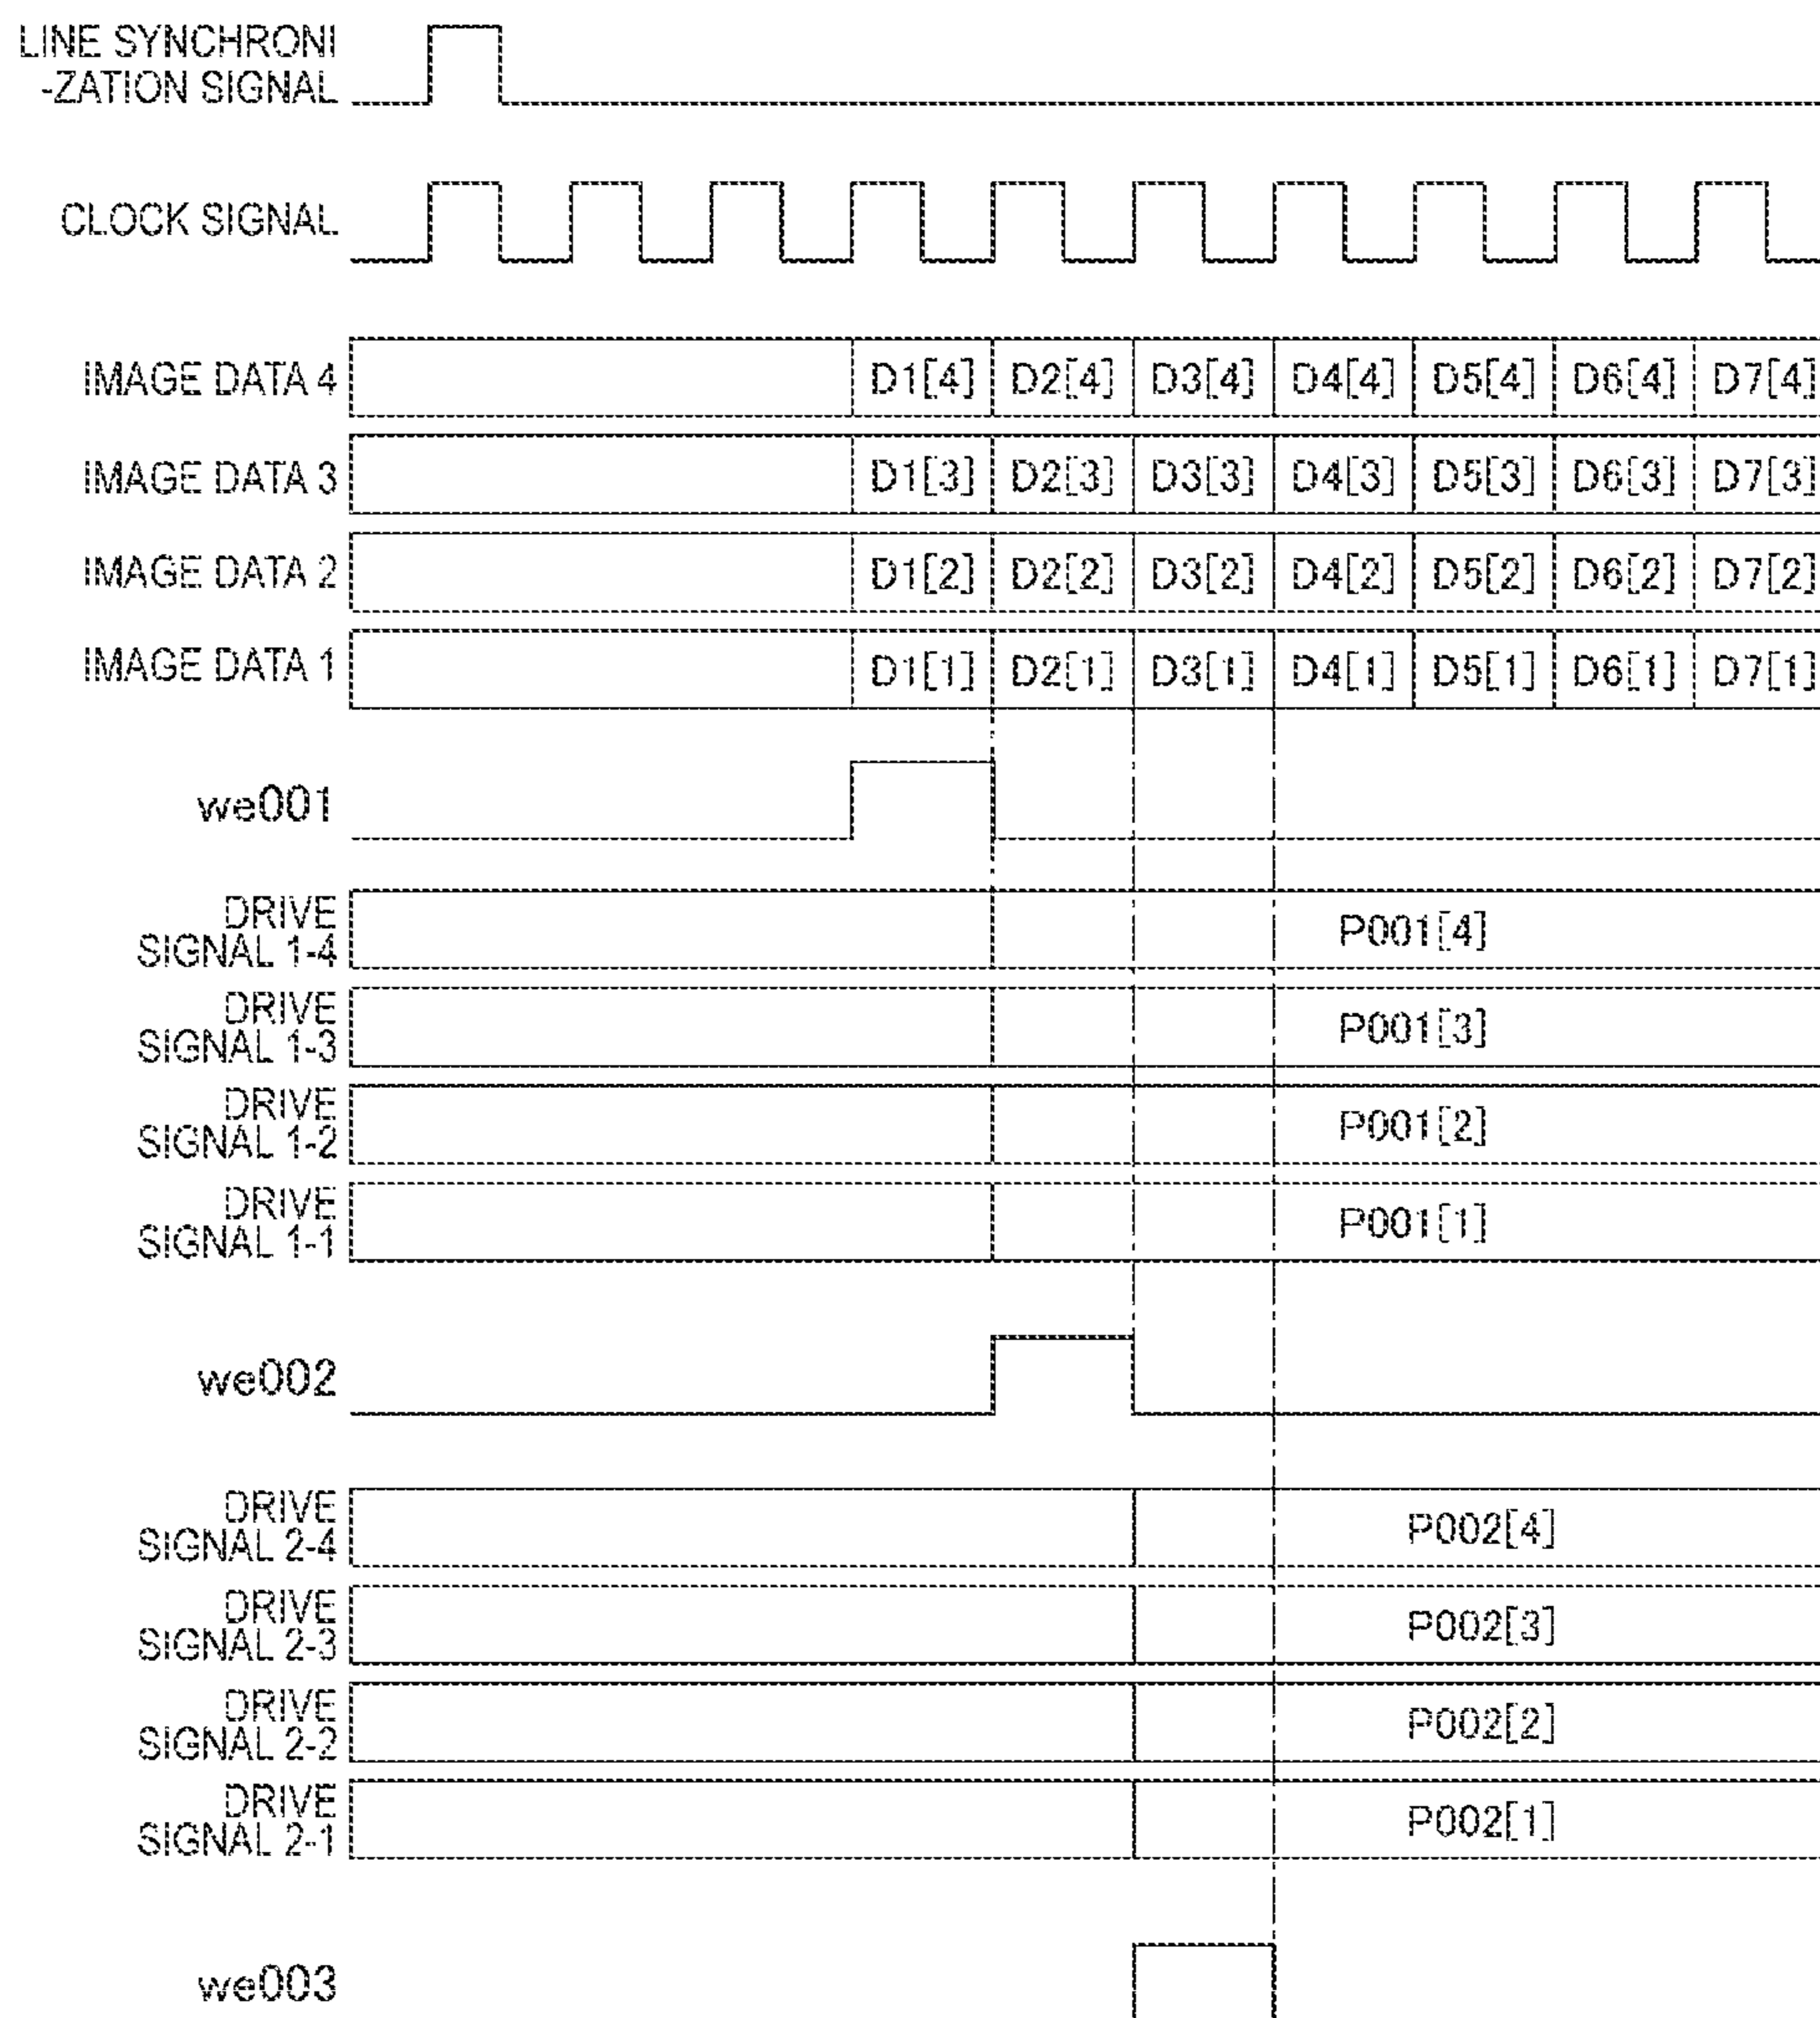 LINE SYNCHRONI
-ZATION SIGNAL
CLOCK SIGNAL
IMAGE DATA 4 D1[4] D2[4] D3[4] D4[4] D5[4] D6[4] D7[4]
IMAGE DATA 3 D1[3] D2[3] D3[3] D4[3] D5[3] D6[3] D7[3]
IMAGE DATA 2 D1[2] D2[2] D3[2] D4[2] D5[2] D6[2] D7[2]
IMAGE DATA 1 D1[1] D2[1] D3[1] D4[1] D5[1] D6[1] D7[1]
we001
DRIVE
SIGNAL 1-4 P001[4]
DRIVE
SIGNAL 1-3 P001[3]
DRIVE
SIGNAL 1-2 P001[2]
DRIVE
SIGNAL 1-1 P001[1]
we002
DRIVE
SIGNAL 2-4 P002[4]
DRIVE
SIGNAL 2-3 P002[3]
DRIVE
SIGNAL 2-2 P002[2]
DRIVE
SIGNAL 2-1 P002[1]
we003